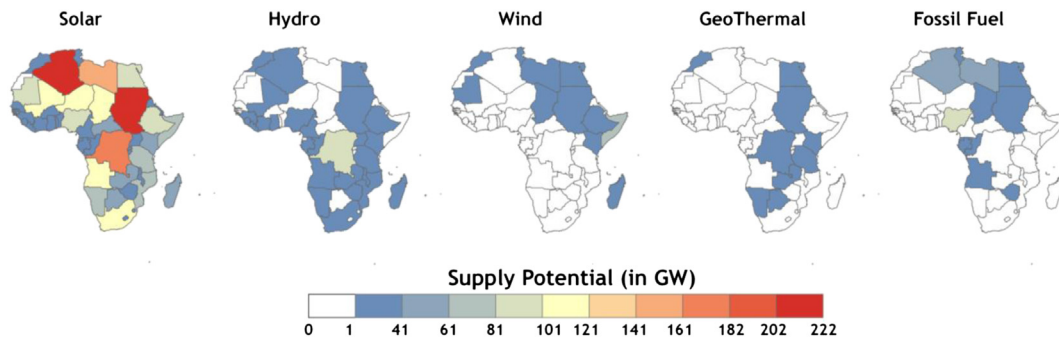 Solar Hydro Wind GeoThermal Fossil Fuel
Supply Potential (in GW)
0 1 41 61 81 101 121 141 161 182 202 222